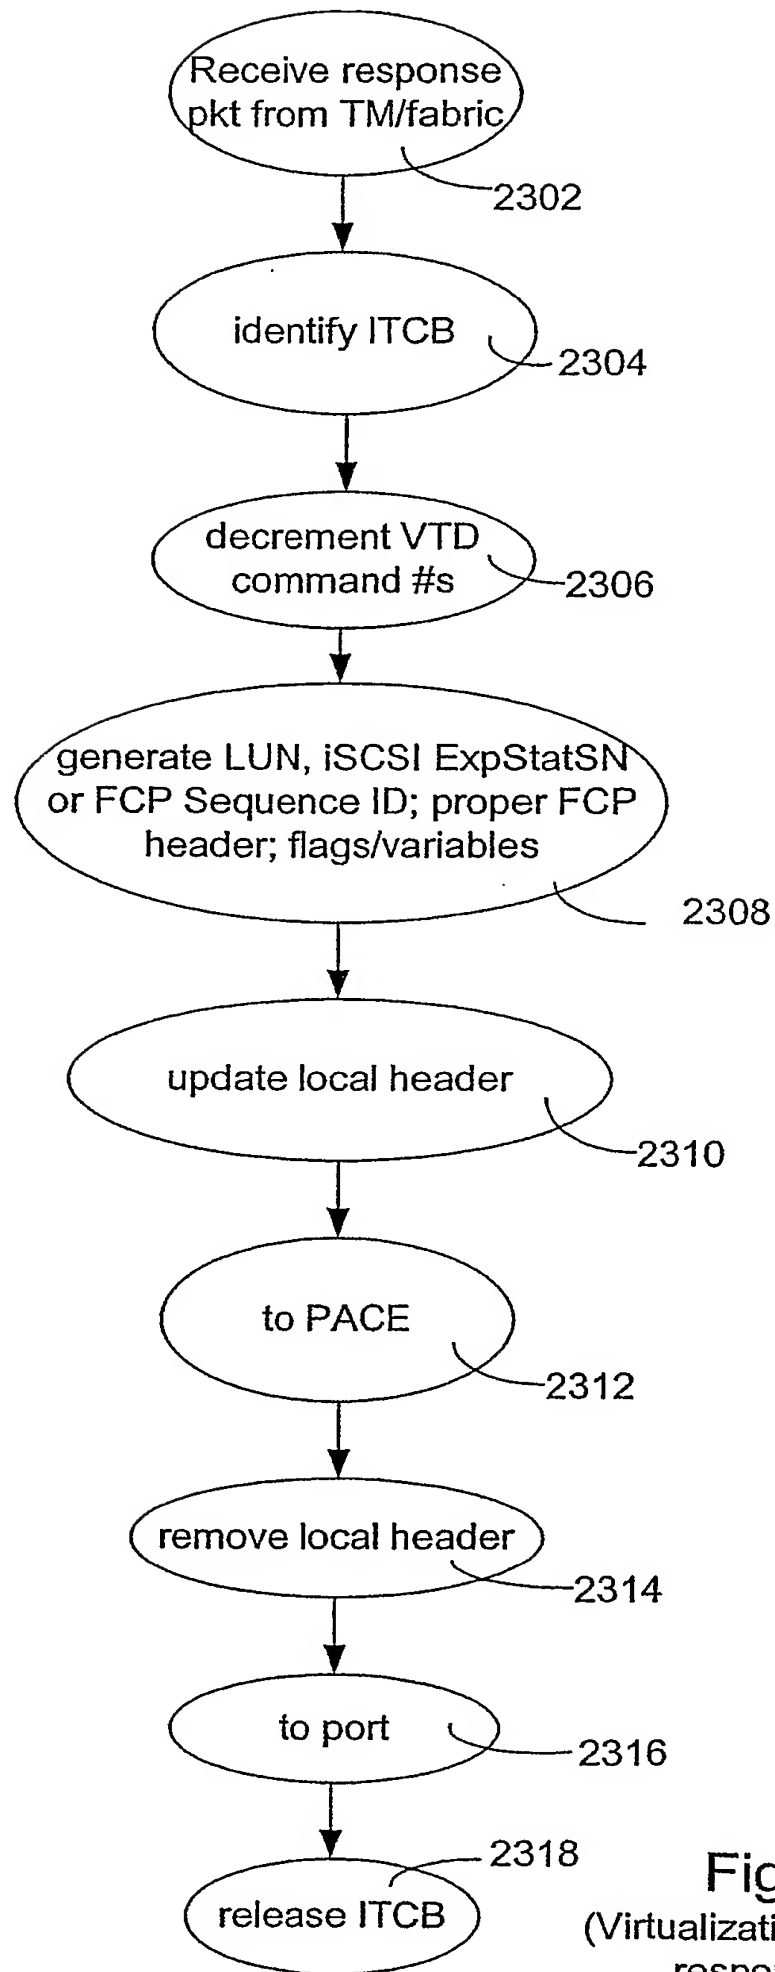 Receive response
pkt from TM/fabric
2302
identify ITCB
2304
decrement VTD
command #s
2306
generate LUN, iSCSI ExpStatSN
or FCP Sequence ID; proper FCP
header; flags/variables
2308
update local header
2310
to PACE
2312
remove local header
2314
to port
2316
2318
release ITCB